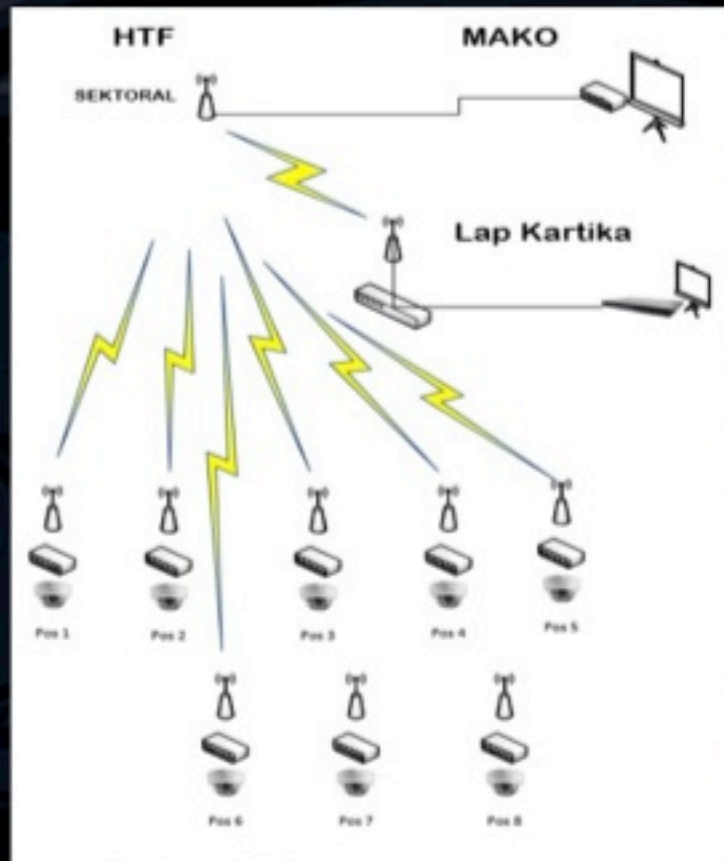 HTF
MAKO
SEKTORAL
Lap Kartika
Pos 1
Pos 2
Pos 3
Pos 4
Pos 5
Pos 6
Pos 7
Pos 8